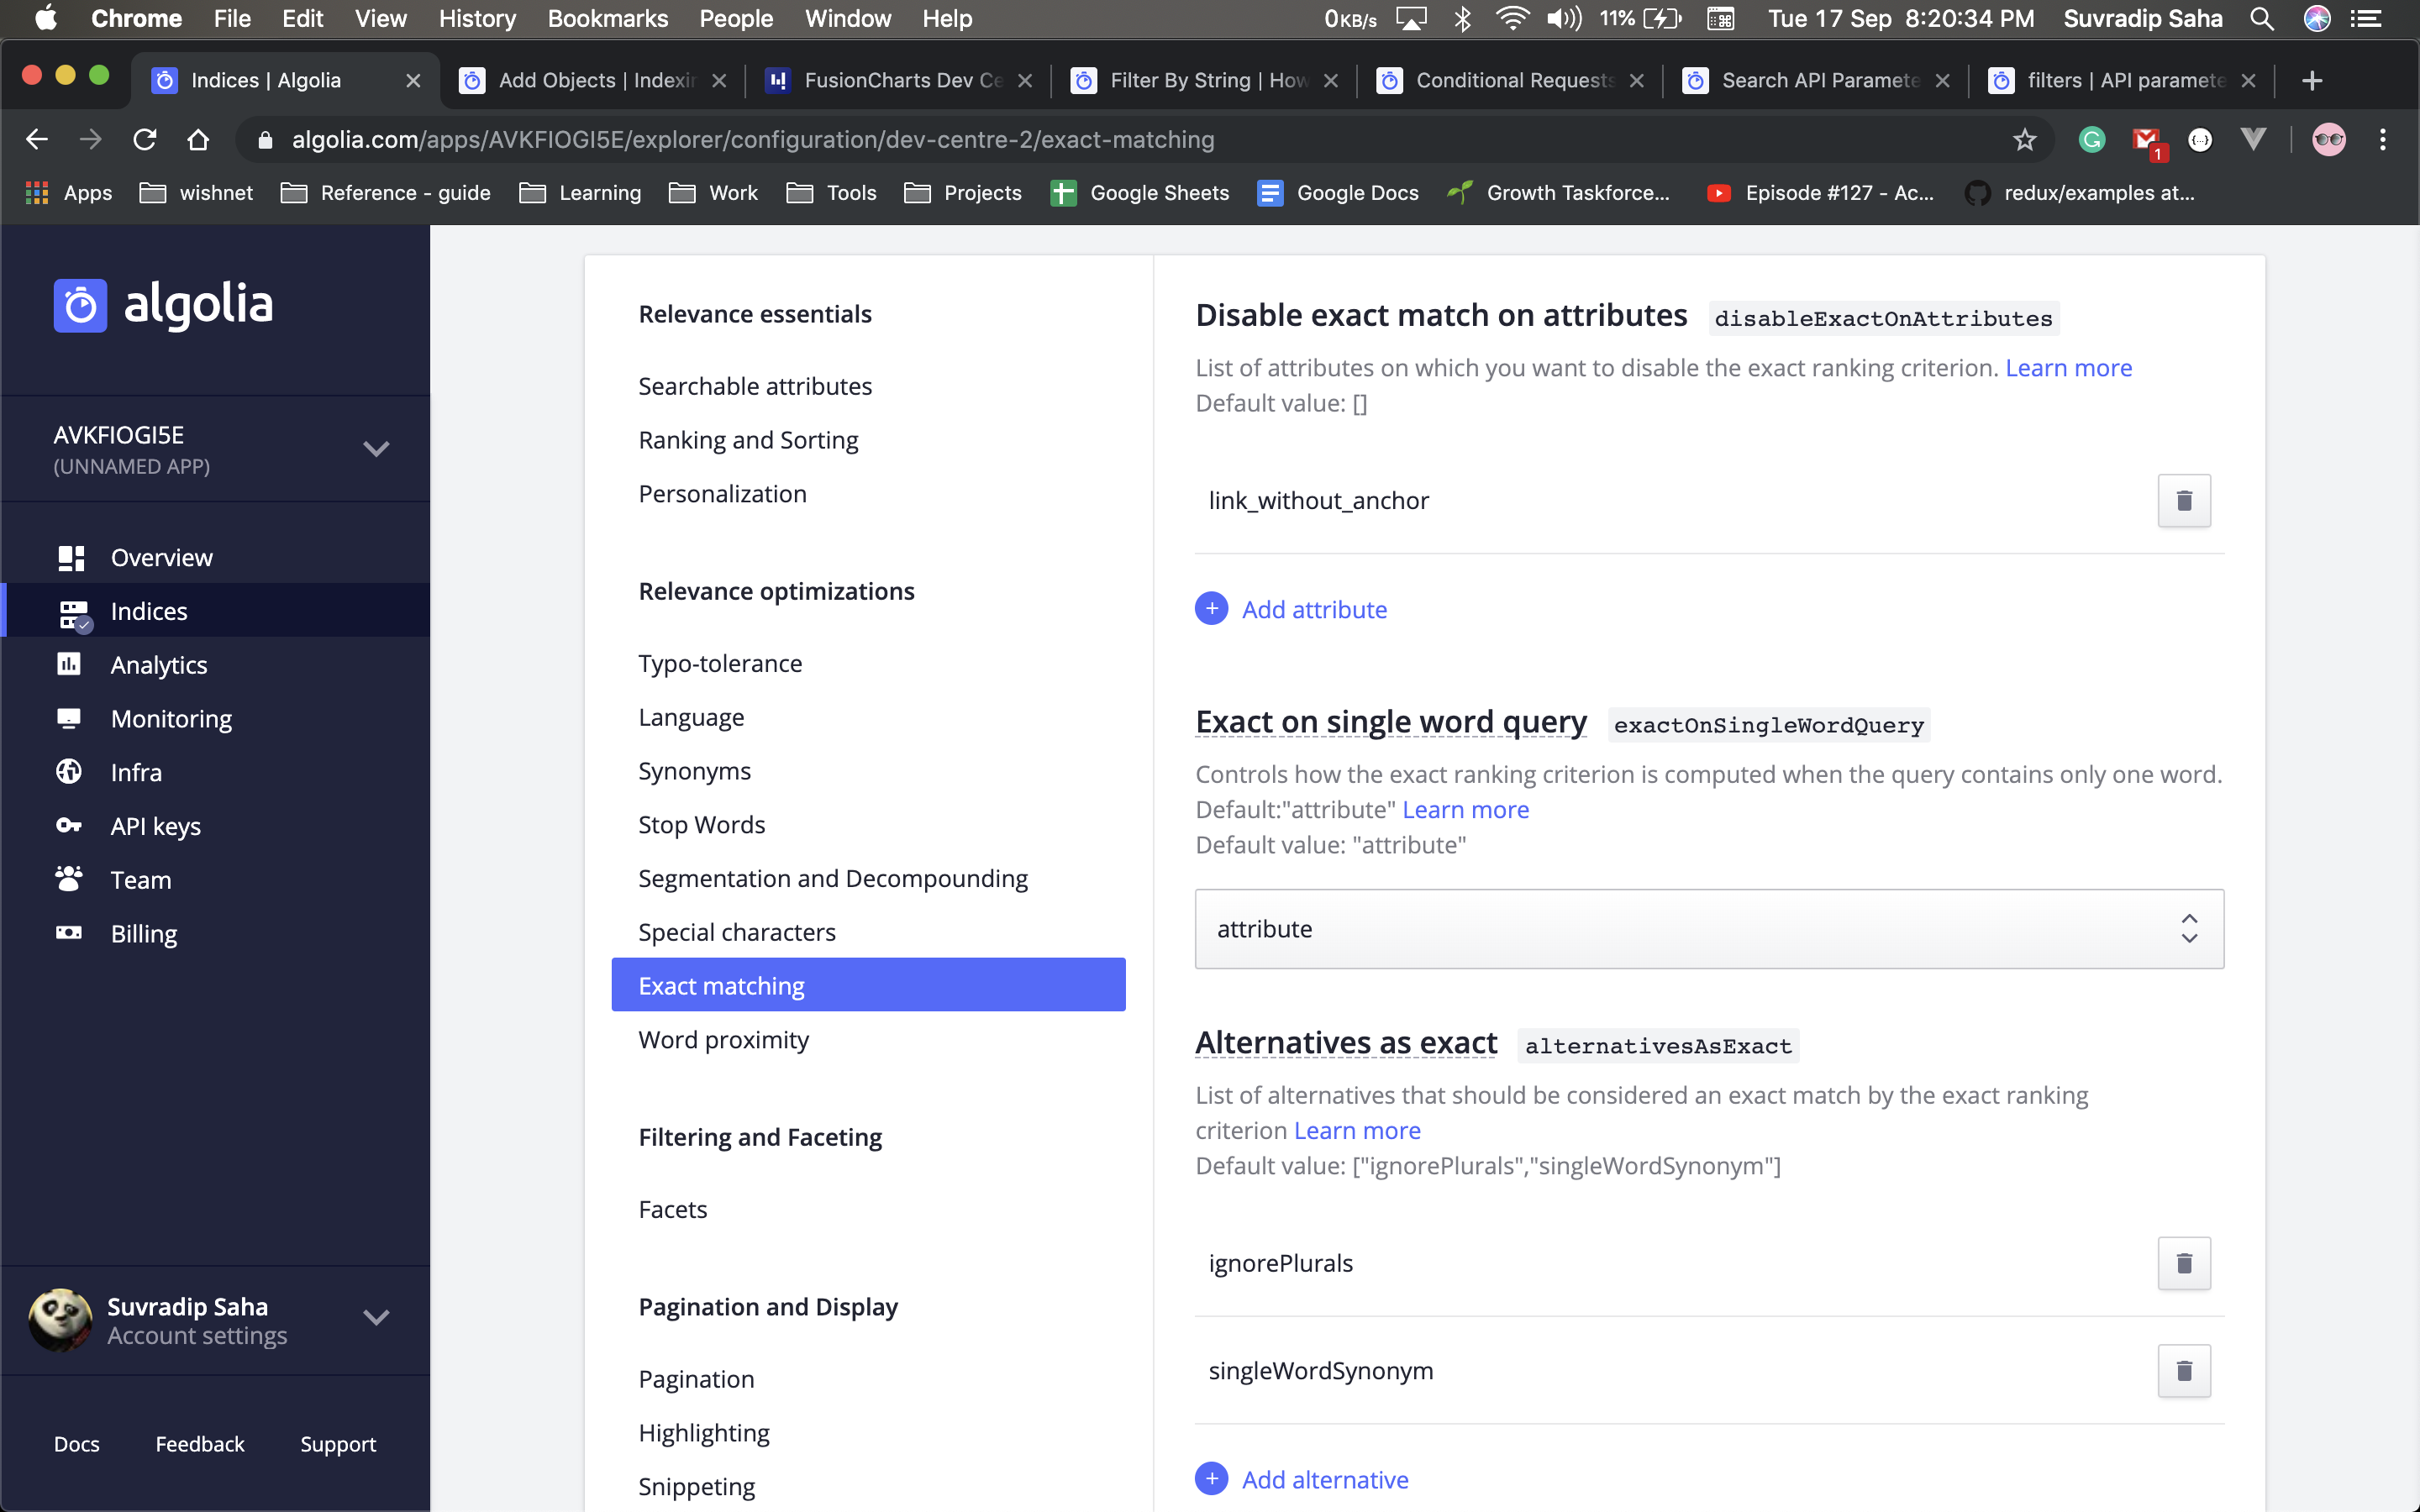 Chrome File Edit View History Bookmarks People Window Help 0KB/s 11% Tue 17 Sep 8:20:34 PM Suvradip Saha
Indices | Algolia Add Objects | Indexin FusionCharts Dev Ce Filter By String | How Conditional Requests Search API Paramete filters | API paramete
algolia.com/apps/AVKFIOGI5E/explorer/configuration/dev-centre-2/exact-matching 1
Apps wishnet Reference - guide Learning Work Tools Projects Google Sheets Google Docs Growth Taskforce... Episode #127 - Ac... redux/examples at...
algolia
AVKFIOGI5E
(UNNAMED APP)
Overview
Indices
Analytics
Monitoring
Infra
API keys
Team
Billing
Suvradip Saha
Account settings
Docs Feedback Support
Relevance essentials
Searchable attributes
Ranking and Sorting
Personalization
Relevance optimizations
Typo-tolerance
Language
Synonyms
Stop Words
Segmentation and Decompounding
Special characters
Exact matching
Word proximity
Filtering and Faceting
Facets
Pagination and Display
Pagination
Highlighting
Snippeting
Disable exact match on attributes disableExactOnAttributes
List of attributes on which you want to disable the exact ranking criterion. Learn more
Default value: []
link_without_anchor
Add attribute
Exact on single word query exactOnSingleWordQuery
Controls how the exact ranking criterion is computed when the query contains only one word.
Default:"attribute" Learn more
Default value: "attribute"
attribute
Alternatives as exact alternativesAsExact
List of alternatives that should be considered an exact match by the exact ranking
criterion Learn more
Default value: ["ignorePlurals","singleWordSynonym"]
ignorePlurals
singleWordSynonym
Add alternative